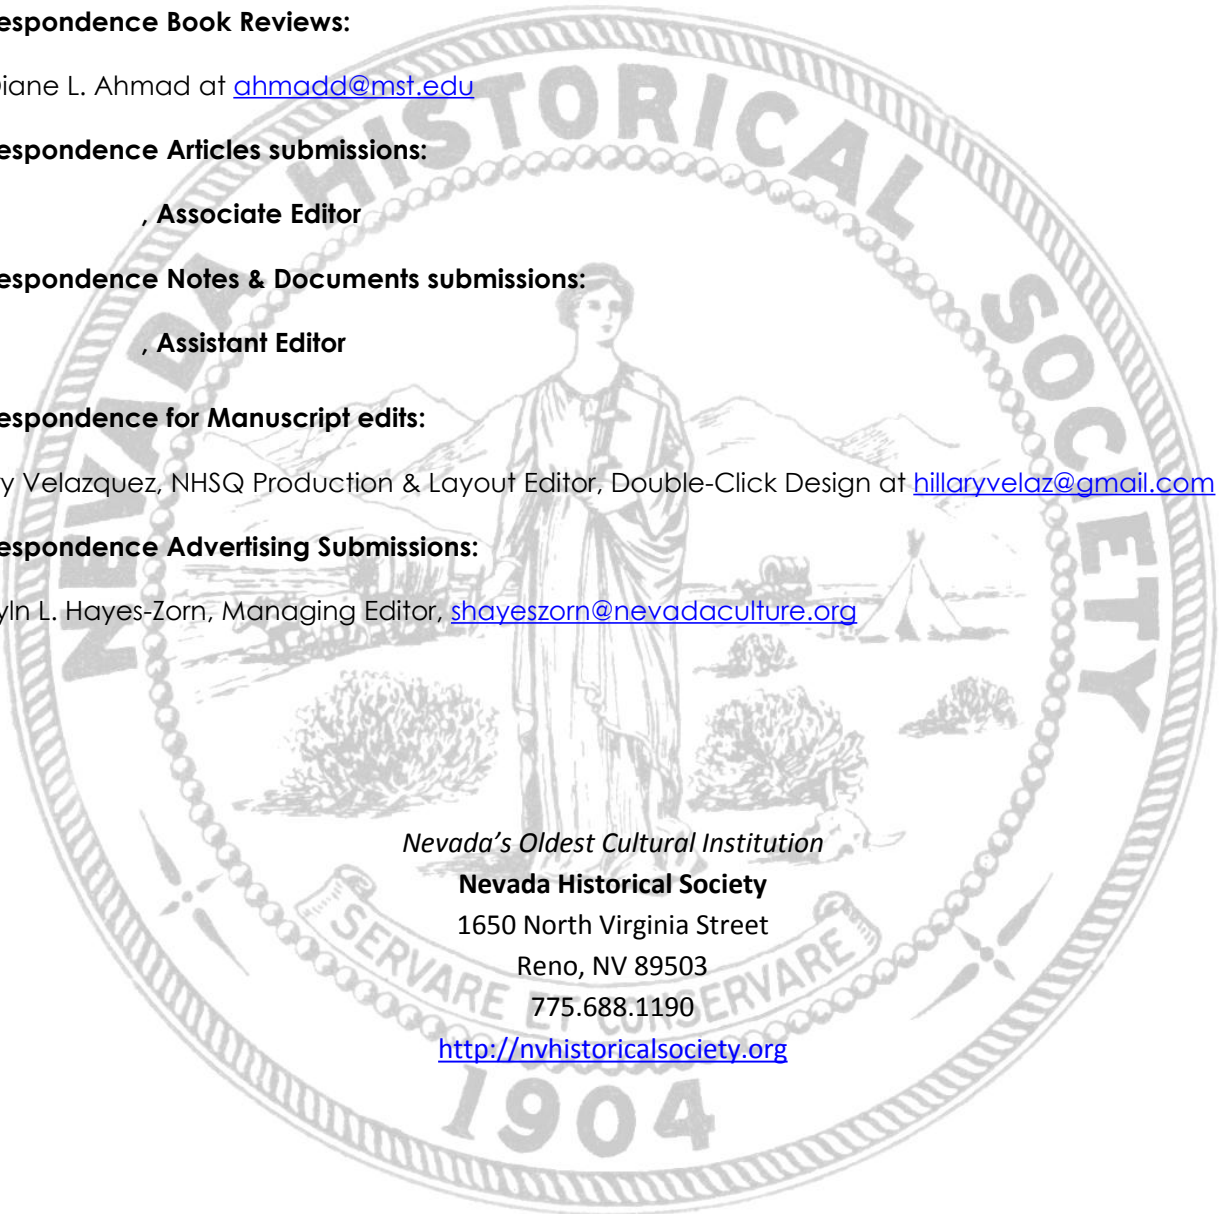 espondence Book Reviews:
Diane L. Ahmad at ahmadd@mst.edu
espondence Articles submissions:
, Associate Editor
espondence Notes & Documents submissions:
, Assistant Editor
espondence for Manuscript edits:
y Velazquez, NHSQ Production & Layout Editor, Double-Click Design at hillaryvelaz@gmail.com
espondence Advertising Submissions:
yln L. Hayes-Zorn, Managing Editor, shayeszorn@nevadaculture.org
NEVADA HISTORICAL SOCIETY
Nevada's Oldest Cultural Institution
Nevada Historical Society
1650 North Virginia Street
Reno, NV 89503
775.688.1190
http://nvhistoricalsociety.org
SERVARE ET CONSERVARE
1904